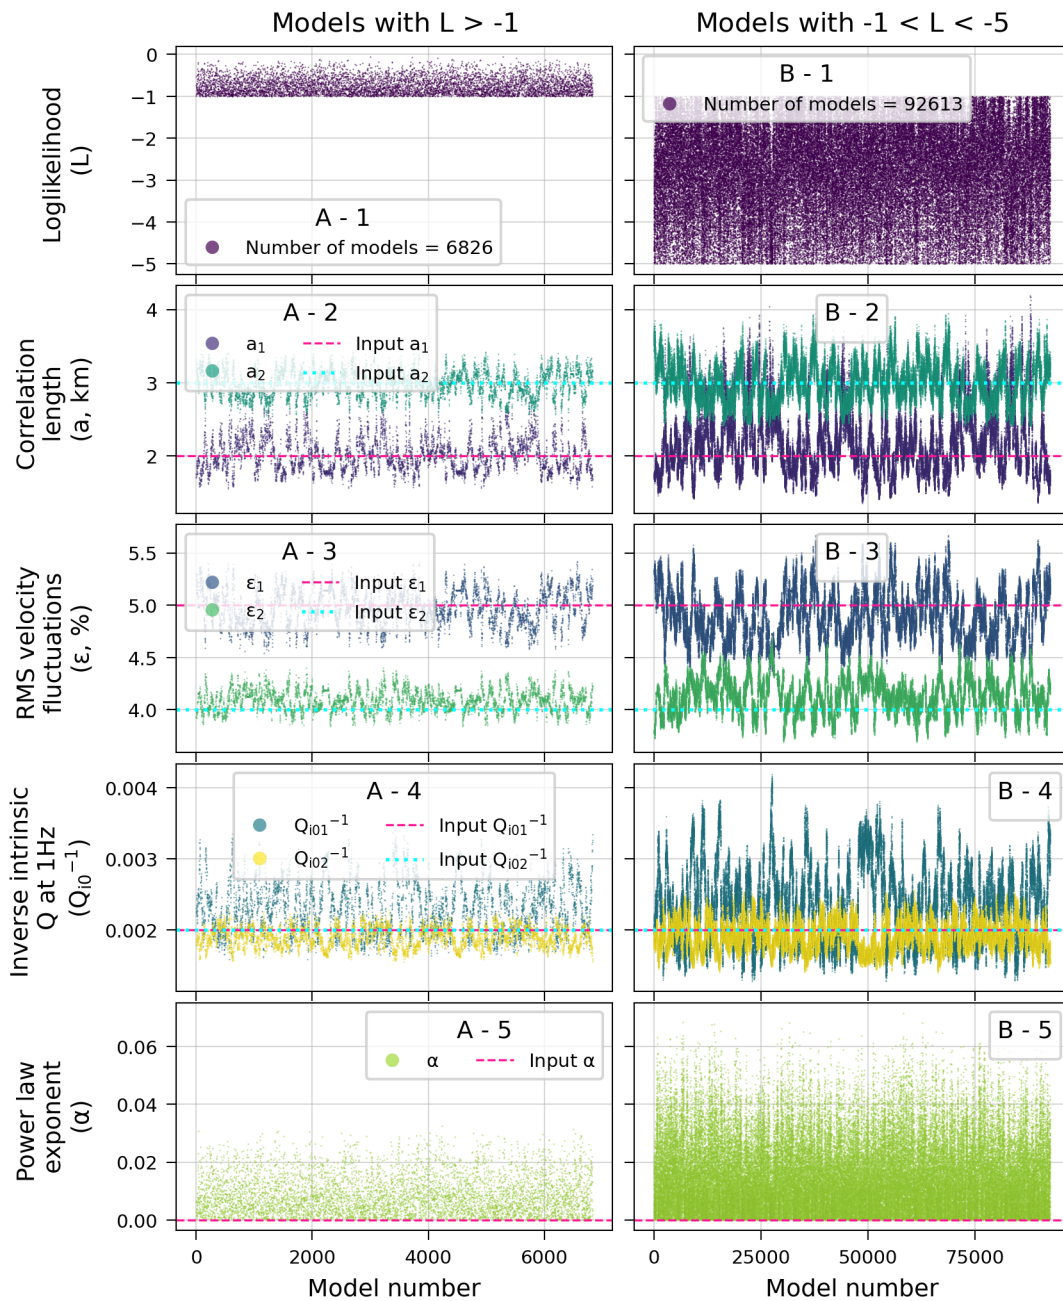 Models with L > -1
Models with -1 < L < -5
Loglikelihood
(L)
0
−1
−2
−3
−4
−5
A - 1
Number of models = 6826
B - 1
Number of models = 92613
Correlation
length
(a, km)
4
3
2
A - 2
a₁
Input a₁
a₂
Input a₂
B - 2
RMS velocity
fluctuations
(ε, %)
5.5
5.0
4.5
4.0
A - 3
ε₁
Input ε₁
ε₂
Input ε₂
B - 3
Inverse intrinsic
Q at 1Hz
(Qᵢ₀⁻¹)
0.004
0.003
0.002
A - 4
Qᵢ₀₁⁻¹
Input Qᵢ₀₁⁻¹
Qᵢ₀₂⁻¹
Input Qᵢ₀₂⁻¹
B - 4
Power law
exponent
(α)
0.06
0.04
0.02
0.00
A - 5
α
Input α
B - 5
0 2000 4000 6000
0 25000 50000 75000
Model number
Model number